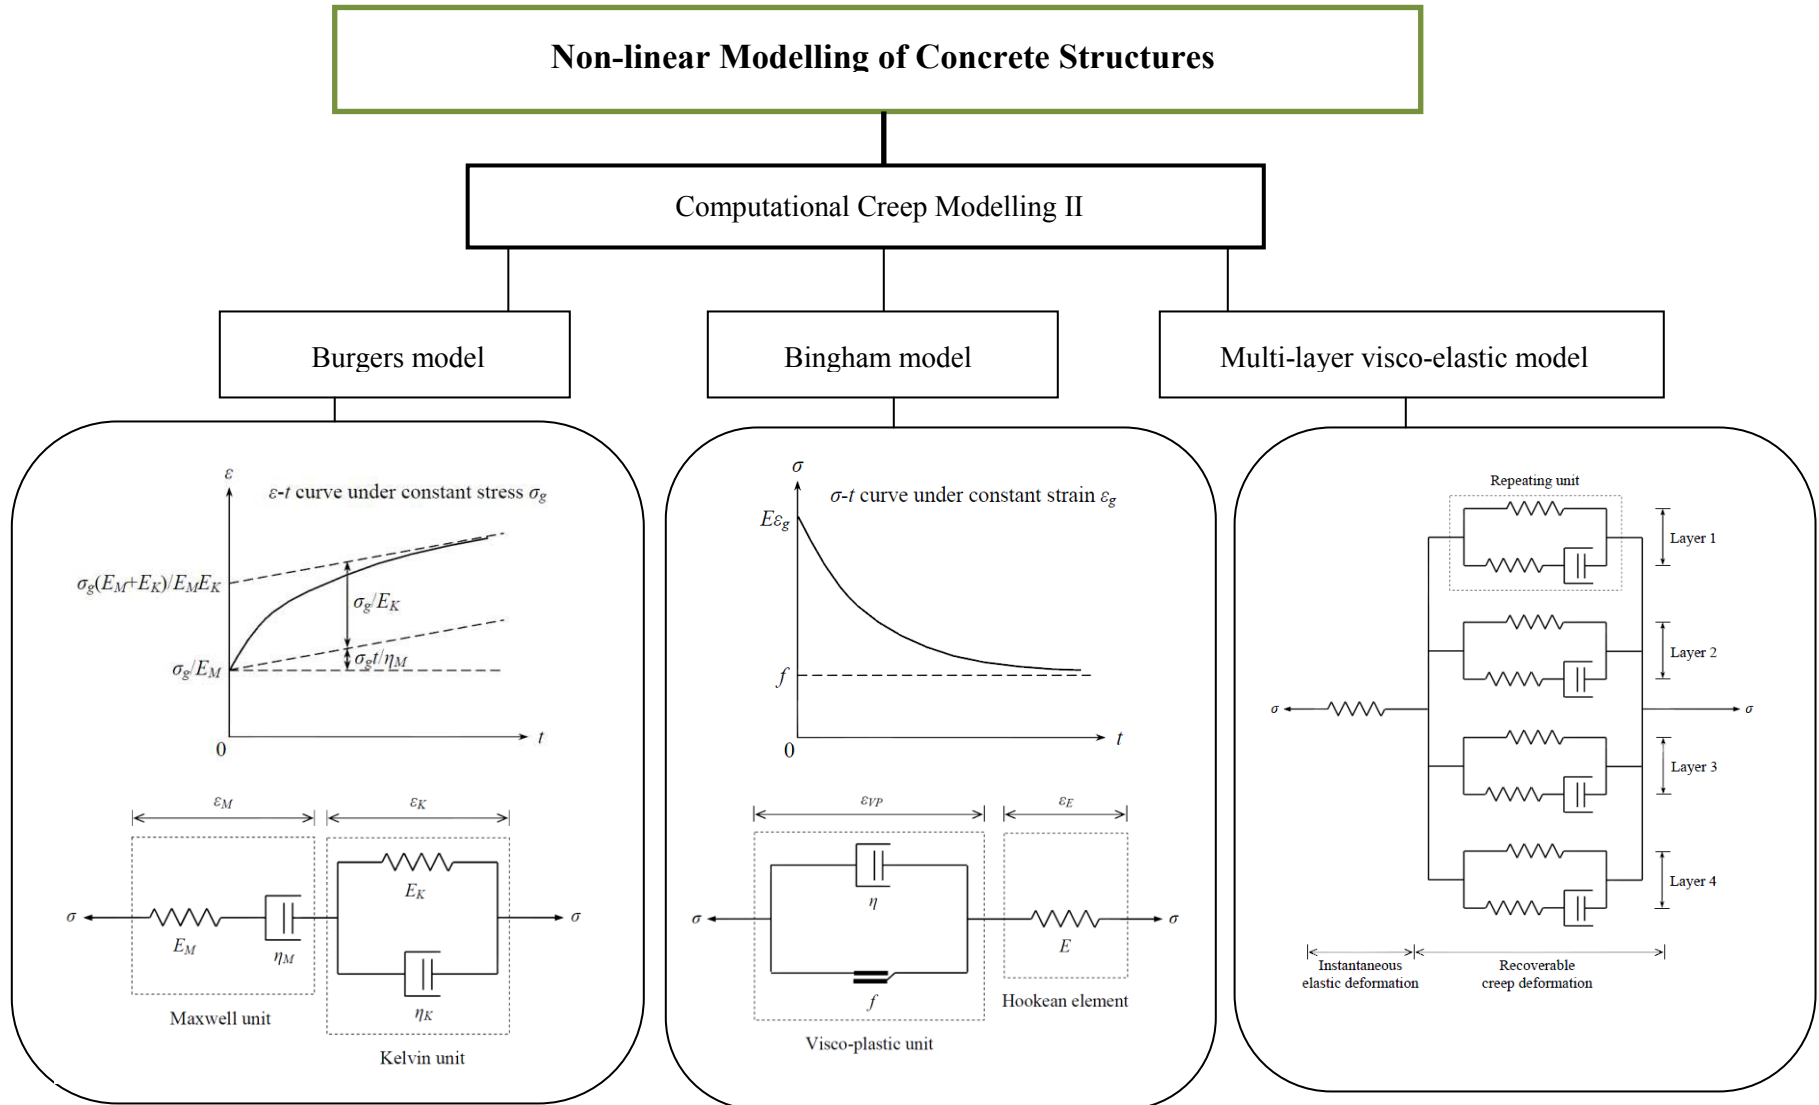 Non-linear Modelling of Concrete Structures
Computational Creep Modelling II
Burgers model
Bingham model
Multi-layer visco-elastic model
ε
ε-t curve under constant stress σg
σg(EM+EK)/EMEK
σg/EK
σgt/ηM
σg/EM
0
t
εM
εK
σ
EM
ηM
EK
ηK
σ
Maxwell unit
Kelvin unit
σ
σ-t curve under constant strain εg
Eεg
f
0
t
εVP
εE
σ
η
f
E
σ
Hookean element
Visco-plastic unit
Repeating unit
Layer 1
Layer 2
σ
σ
Layer 3
Layer 4
Instantaneous
elastic deformation
Recoverable
creep deformation